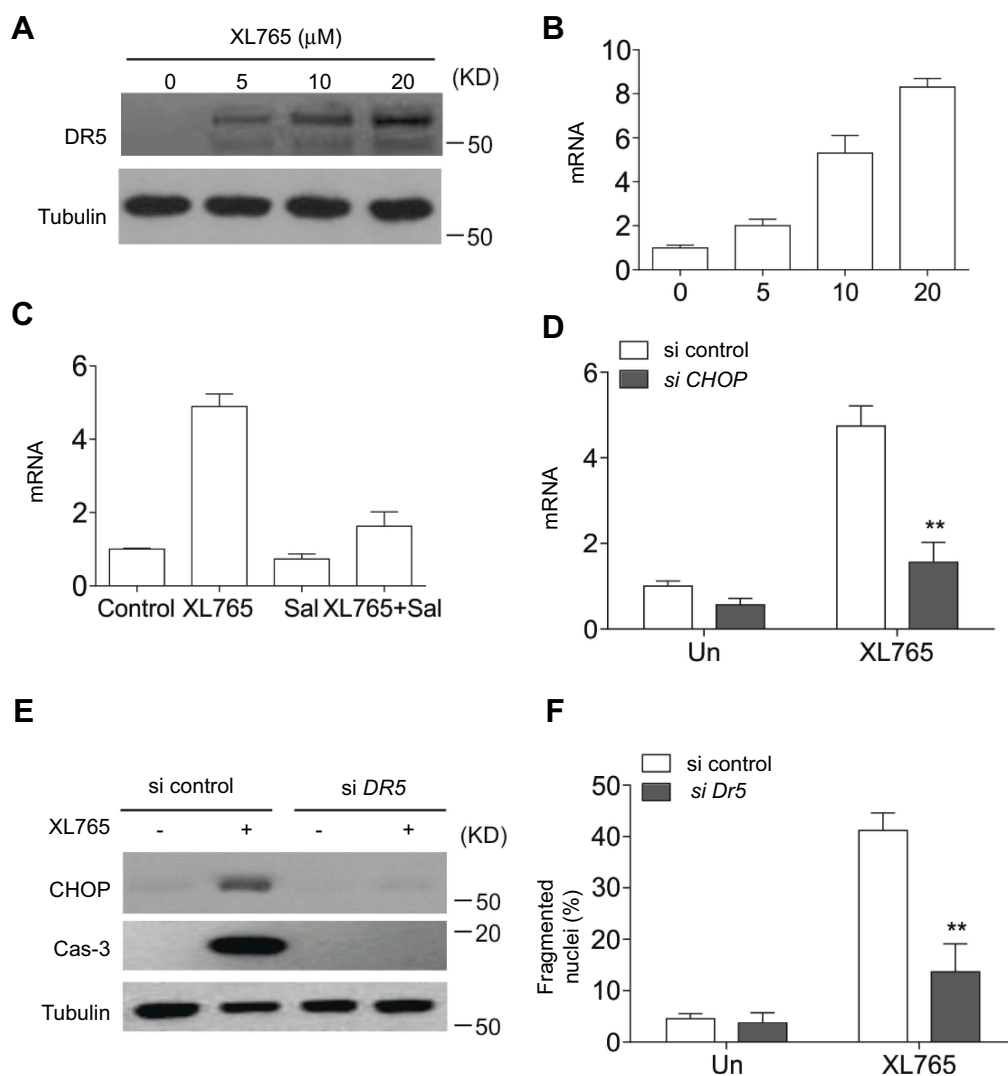 A
XL765 (μM)
0 5 10 20 (KD)
DR5
50
Tubulin
50
B
10
8
6
4
2
0
mRNA
0 5 10 20
C
6
4
2
0
mRNA
Control XL765 Sal XL765+Sal
D
si control
si CHOP
6
4
2
0
mRNA
**
Un XL765
E
si control si DR5
XL765 - + - + (KD)
CHOP
50
20
Cas-3
Tubulin
50
F
si control
si Dr5
50
40
30
20
10
0
Fragmented
nuclei (%)
**
Un XL765